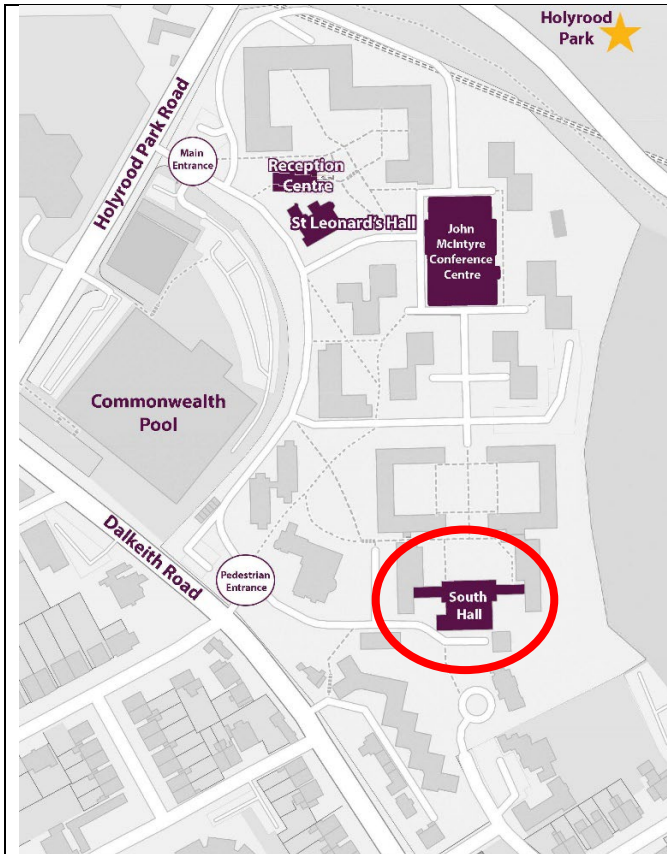 Holyrood
Park
Holyrood Park Road
Main
Entrance
Reception
Centre
St Leonard's Hall
John
McIntyre
Conference
Centre
Commonwealth
Pool
Dalkeith Road
Pedestrian
Entrance
South
Hall